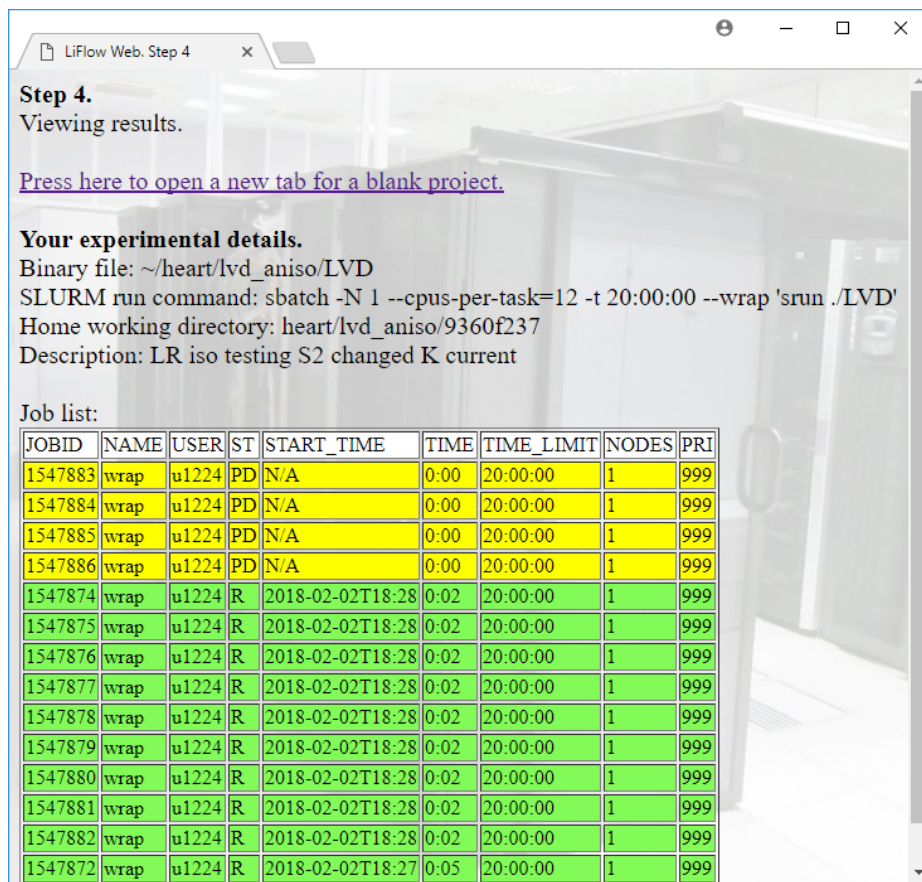 LiFlow Web. Step 4
Step 4.
Viewing results.
Press here to open a new tab for a blank project.
Your experimental details.
Binary file: ~/heart/lvd_aniso/LVD
SLURM run command: sbatch -N 1 --cpus-per-task=12 -t 20:00:00 --wrap 'srun ./LVD'
Home working directory: heart/lvd_aniso/9360f237
Description: LR iso testing S2 changed K current
Job list:
JOBID NAME USER ST START_TIME TIME TIME_LIMIT NODES PRI
1547883 wrap u1224 PD N/A 0:00 20:00:00 1 999
1547884 wrap u1224 PD N/A 0:00 20:00:00 1 999
1547885 wrap u1224 PD N/A 0:00 20:00:00 1 999
1547886 wrap u1224 PD N/A 0:00 20:00:00 1 999
1547874 wrap u1224 R 2018-02-02T18:28 0:02 20:00:00 1 999
1547875 wrap u1224 R 2018-02-02T18:28 0:02 20:00:00 1 999
1547876 wrap u1224 R 2018-02-02T18:28 0:02 20:00:00 1 999
1547877 wrap u1224 R 2018-02-02T18:28 0:02 20:00:00 1 999
1547878 wrap u1224 R 2018-02-02T18:28 0:02 20:00:00 1 999
1547879 wrap u1224 R 2018-02-02T18:28 0:02 20:00:00 1 999
1547880 wrap u1224 R 2018-02-02T18:28 0:02 20:00:00 1 999
1547881 wrap u1224 R 2018-02-02T18:28 0:02 20:00:00 1 999
1547882 wrap u1224 R 2018-02-02T18:28 0:02 20:00:00 1 999
1547872 wrap u1224 R 2018-02-02T18:27 0:05 20:00:00 1 999